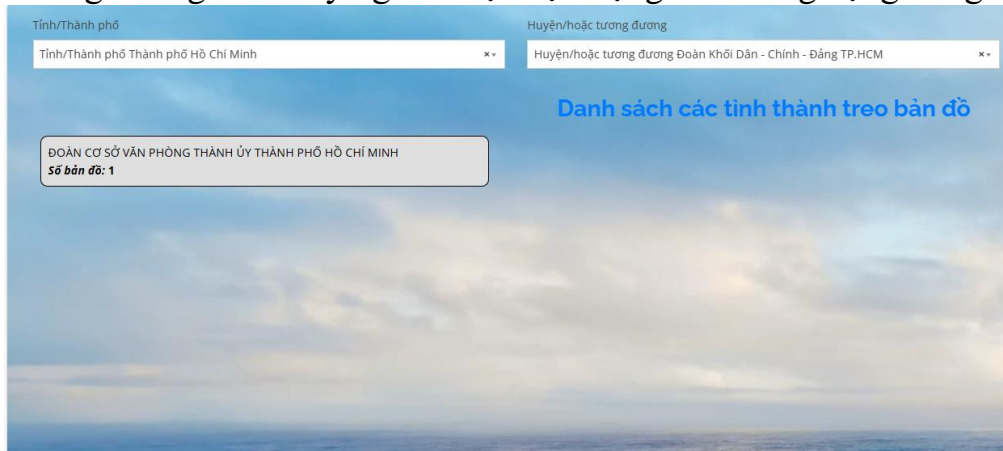 Tỉnh/Thành phố
Huyện/hoặc tương đương
Tỉnh/Thành phố Thành phố Hồ Chí Minh
Huyện/hoặc tương đương Đoàn Khối Dân - Chính - Đảng TP.HCM
Danh sách các tỉnh thành treo bản đồ
ĐOÀN CƠ SỞ VĂN PHÒNG THÀNH ỦY THÀNH PHỐ HỒ CHÍ MINH
Số bản đồ: 1